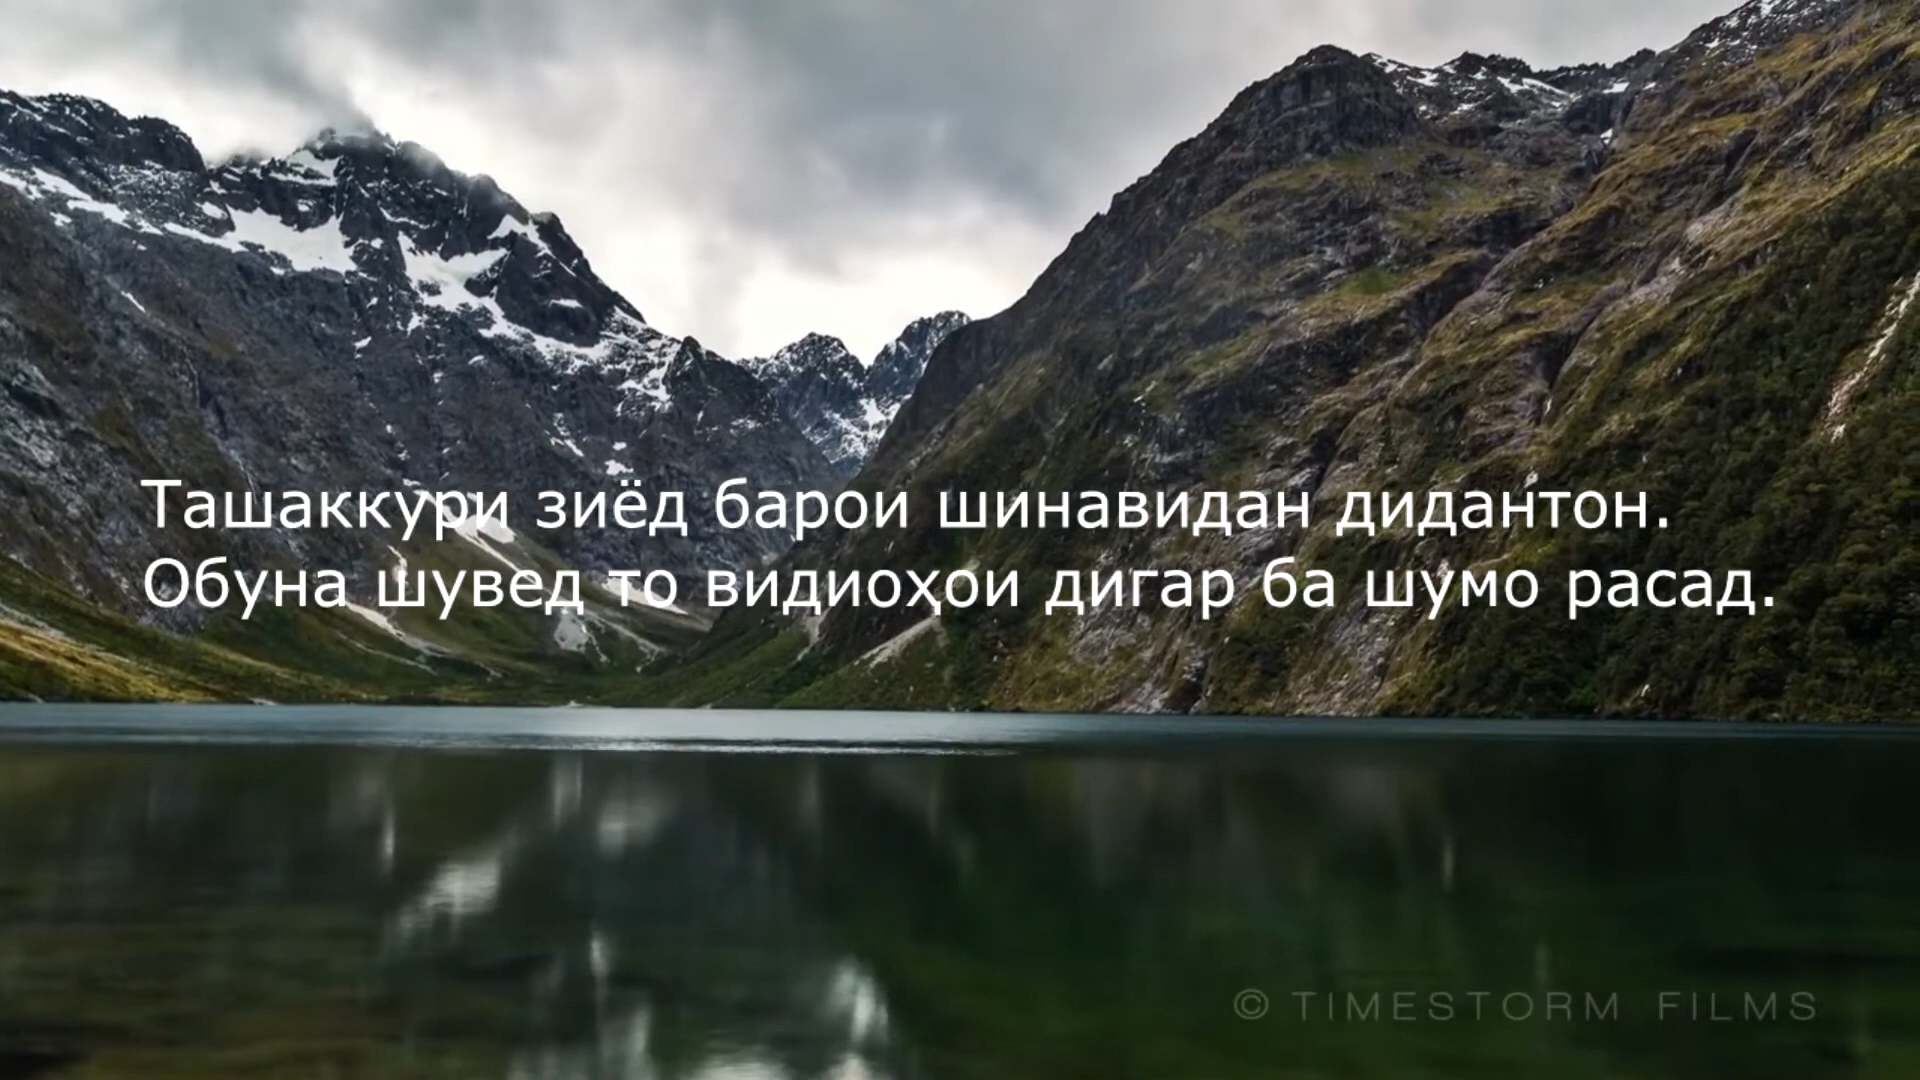 Ташаккури зиёд барои шинавидан дидантон.
Обуна шувед то видиоҳои дигар ба шумо расад.
© TIMESTORM FILMS